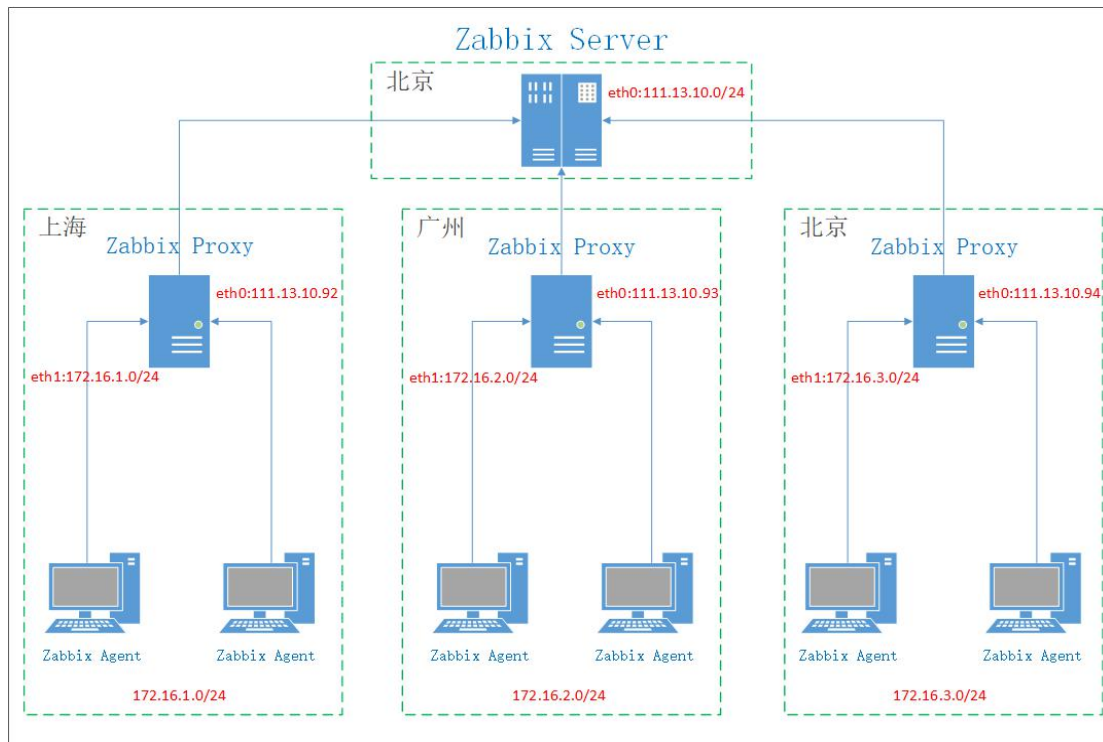 Zabbix Server
北京
eth0:111.13.10.0/24
上海
Zabbix Proxy
eth0:111.13.10.92
eth1:172.16.1.0/24
Zabbix Agent
Zabbix Agent
172.16.1.0/24
广州
Zabbix Proxy
eth0:111.13.10.93
eth1:172.16.2.0/24
Zabbix Agent
Zabbix Agent
172.16.2.0/24
北京
Zabbix Proxy
eth0:111.13.10.94
eth1:172.16.3.0/24
Zabbix Agent
Zabbix Agent
172.16.3.0/24